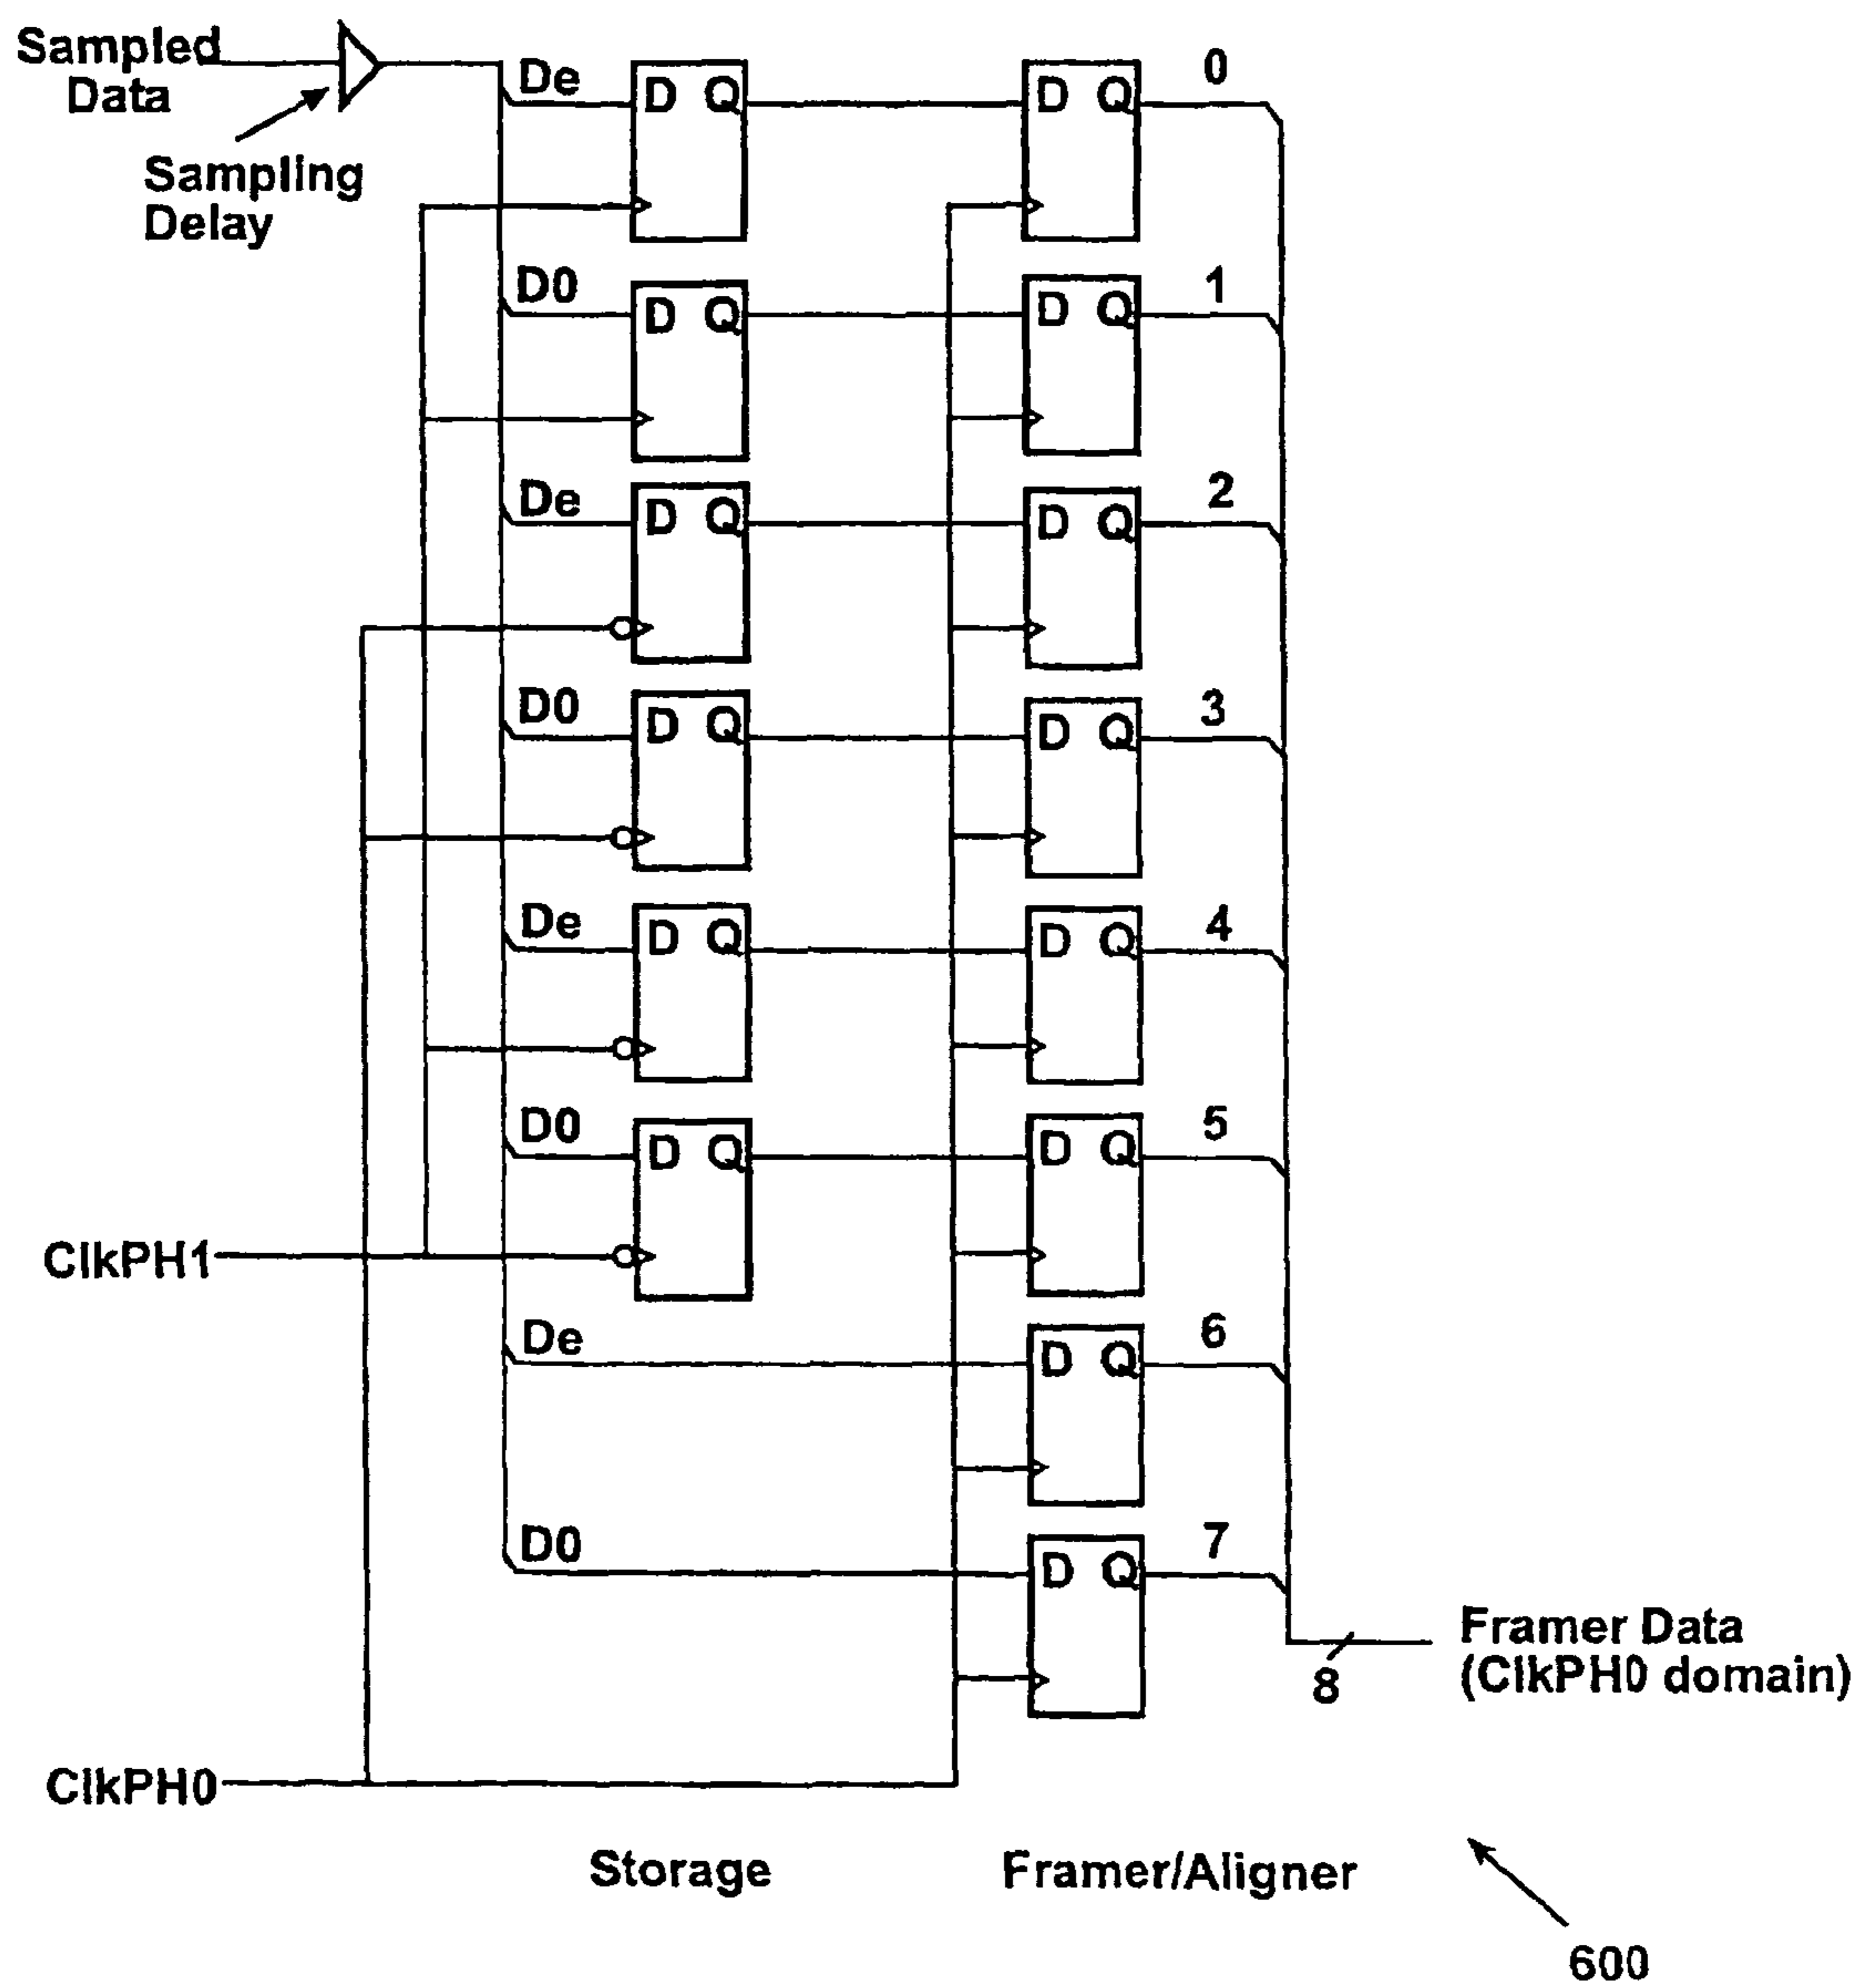 Sampled
Data
Sampling
Delay
De D Q D Q 0
D0 D Q D Q 1
De D Q D Q 2
D0 D Q D Q 3
De D Q D Q 4
D0 D Q D Q 5
ClkPH1
De D Q 6
D0 D Q 7
Framer Data
(ClkPH0 domain)
8
ClkPH0
Storage
Framer/Aligner
600